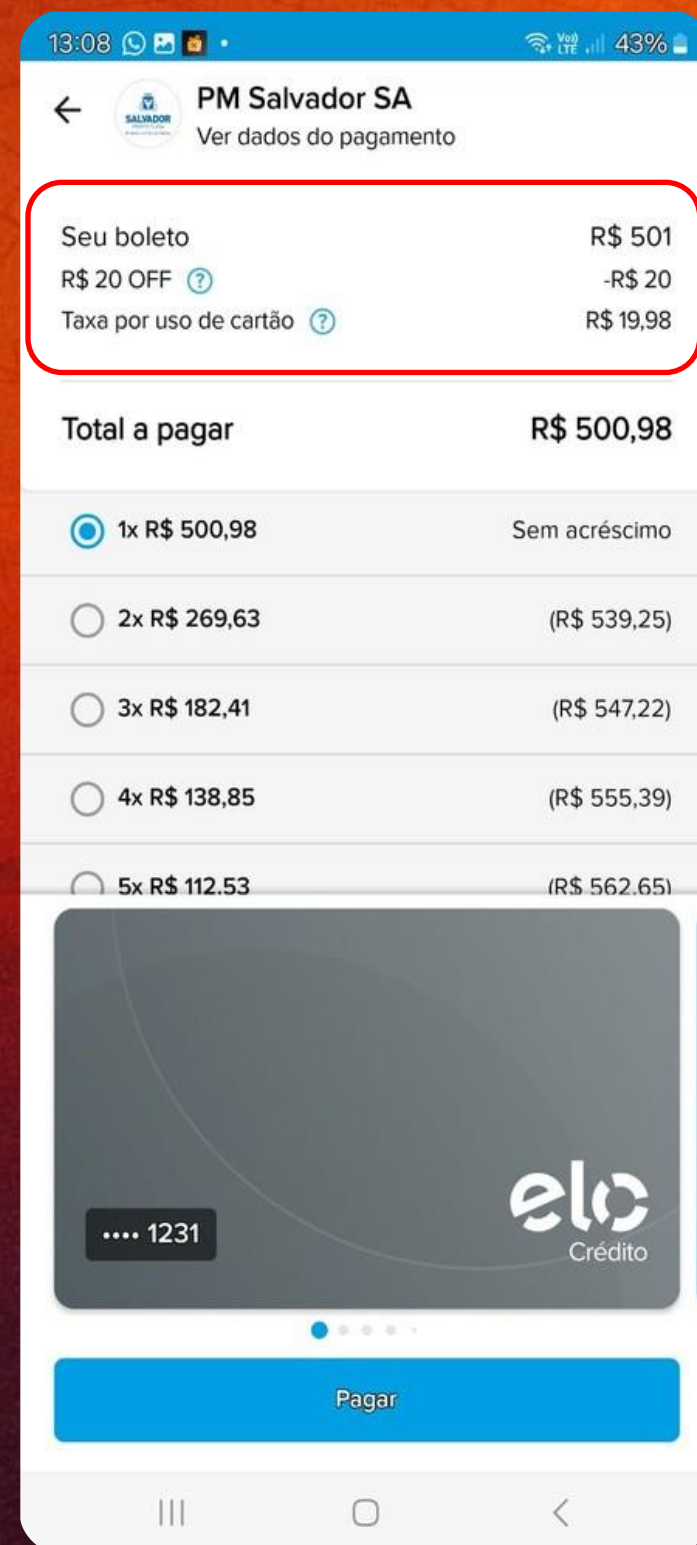 13:08 43%
Voll LTE
PM Salvador SA
SALVADOR
Ver dados do pagamento
Seu boleto R$ 501
R$ 20 OFF ? -R$ 20
Taxa por uso de cartão ? R$ 19,98
Total a pagar R$ 500,98
1x R$ 500,98 Sem acréscimo
2x R$ 269,63 (R$ 539,25)
3x R$ 182,41 (R$ 547,22)
4x R$ 138,85 (R$ 555,39)
5x R$ 112.53 (R$ 562.65)
elo
•••• 1231
Crédito
Pagar